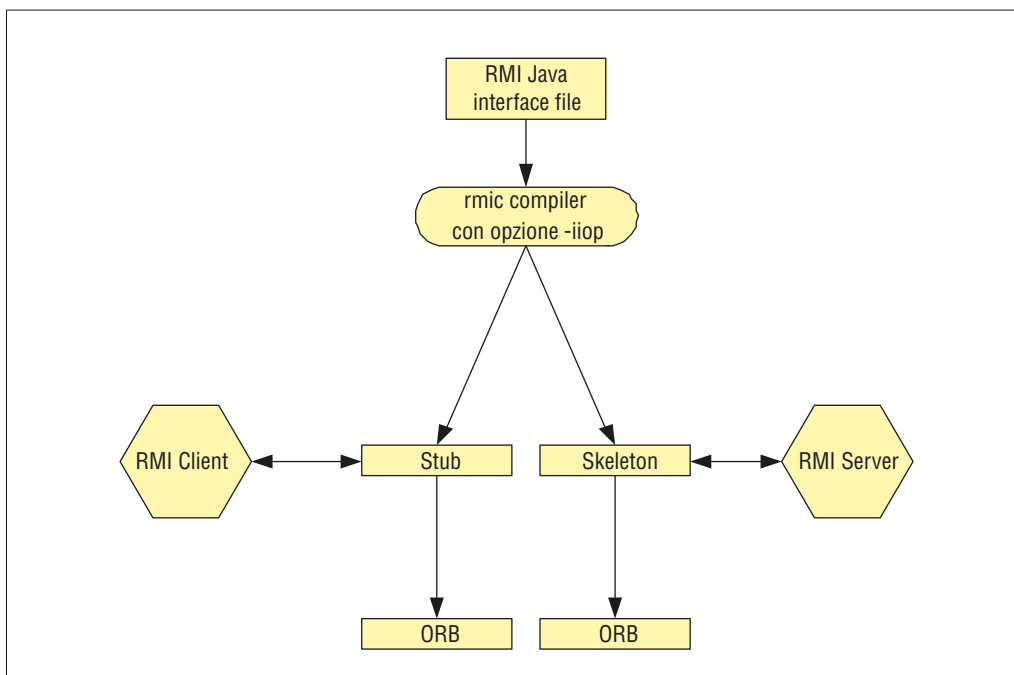 RMI Java
interface file
rmic compiler
con opzione -iiop
RMI Client
Stub
Skeleton
RMI Server
ORB
ORB